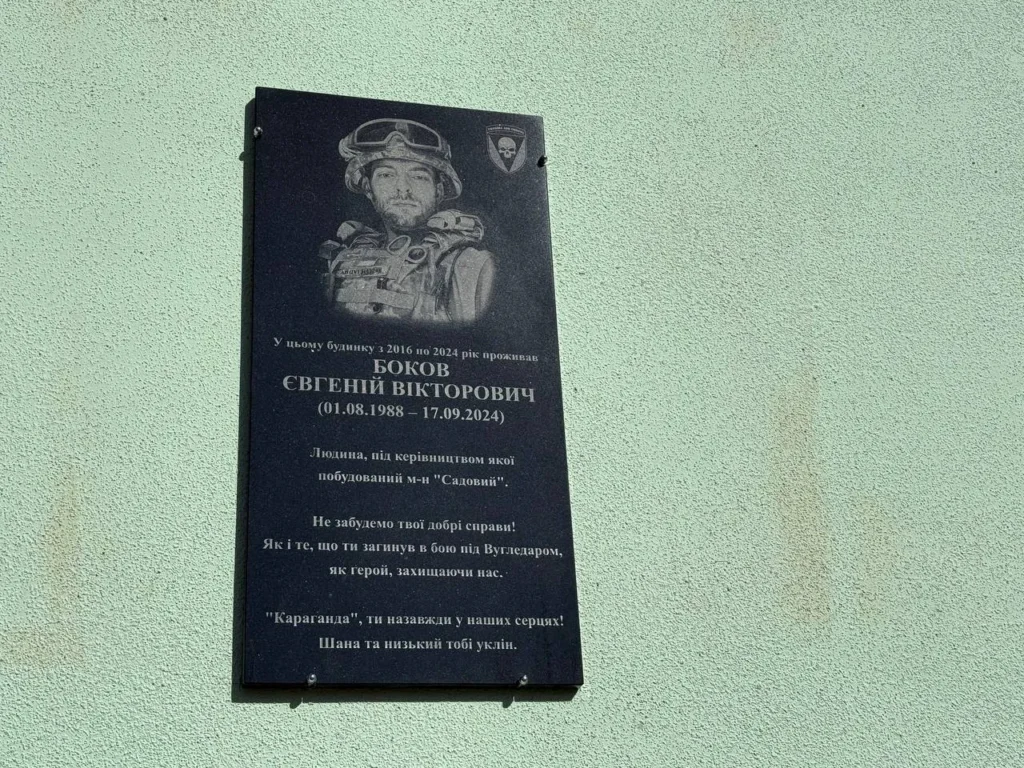 У цьому будинку з 2016 по 2024 рік проживав
БОКОВ
ЄВГЕНІЙ ВІКТОРОВИЧ
(01.08.1988 – 17.09.2024)
Людина, під керівництвом якої
побудований м-н "Садовий".
Не забудемо твої добрі справи!
Як і те, що ти загинув в бою під Вугледаром,
як герой, захищаючи нас.
"Караганда", ти назавжди у наших серцях!
Шана та низький тобі уклін.